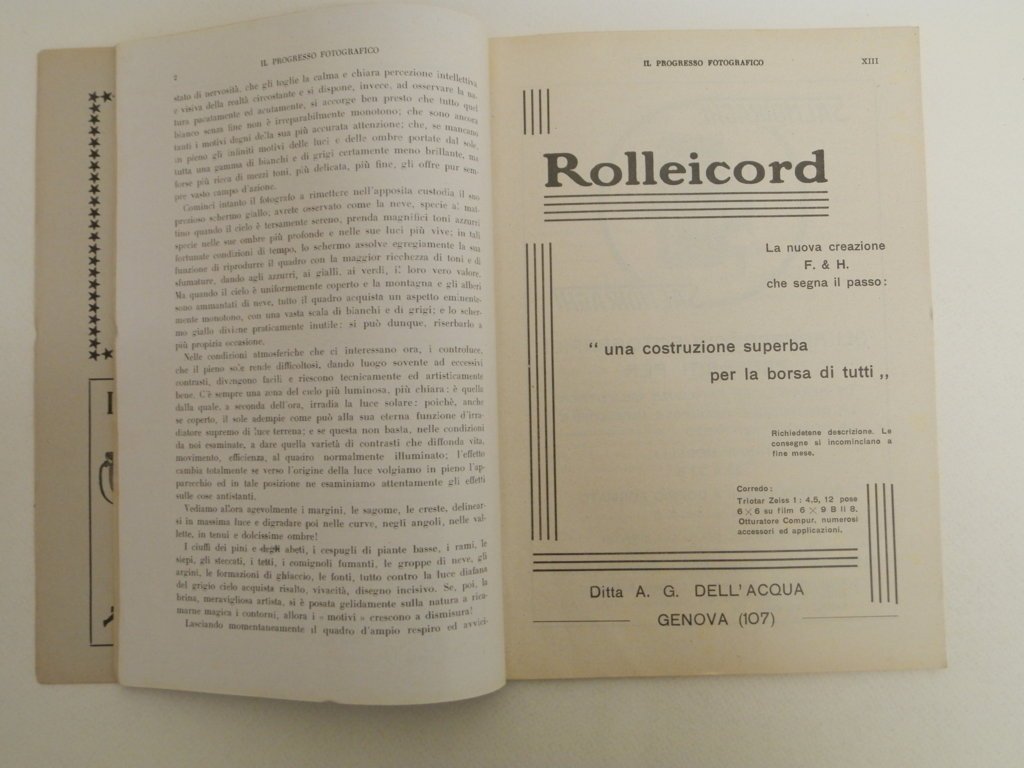 2
IL PROGRESSO FOTOGRAFICO
stato di nervosità, che gli toglie la calma e chiara percezione intellettiva
e visiva della realtà circostante e si dispone, invece, ad osservare la na-
tura pacatamente ed acutamente, si accorge ben presto che tutto quel
bianco senza fine non è irreparabilmente monotono; che sono ancora
tanti i motivi degni della sua più accurata attenzione; che, se mancano
in pieno gli infiniti motivi delle luci e delle ombre portate dal sole,
tutta una gamma di bianchi e di grigi certamente meno brillante, ma
forse più ricca di mezzi toni, più delicata, più fine, gli offre pur sem-
pre vasto campo d'azione.
Cominci intanto il fotografo a rimettere nell'apposita custodia il suo
prezioso schermo giallo; avrete osservato come la neve, specie al mat-
tino quando il cielo è tersamente sereno, prenda magnifici toni azzurri
specie nelle sue ombre più profonde e nelle sue luci più vive; in tali
fortunate condizioni di tempo, lo schermo assolve egregiamente la sua
funzione di riprodurre il quadro con la maggior ricchezza di toni e di
sfumature, dando agli azzurri, ai gialli, ai verdi, il loro vero valore.
Ma quando il cielo è uniformemente coperto e la montagna e gli alberi
sono ammantati di neve, tutto il quadro acquista un aspetto eminente-
mente monotono, con una vasta scala di bianchi e di grigi; e lo scher-
mo giallo diviene praticamente inutile: si può dunque, riserbarlo a
più propizia occasione.
Nelle condizioni atmosferiche che ci interessano ora, i controluce,
che il pieno sole rende difficoltosi, dando luogo sovente ad eccessivi
contrasti, divengono facili e riescono tecnicamente ed artisticamente
bene. C'è sempre una zona del cielo più luminosa, più chiara: è quella
dalla quale, a seconda dell'ora, irradia la luce solare: poichè, anche
se coperto, il sole adempie come può alla sua eterna funzione d'irra-
diatore supremo di luce terrena; e se questa non basta, nelle condizioni
da noi esaminate, a dare quella varietà di contrasti che diffonda vita,
movimento, efficienza, al quadro normalmente illuminato; l'effetto
cambia totalmente se verso l'origine della luce volgiamo in pieno l'ap-
parecchio ed in tale posizione ne esaminiamo attentamente gli effetti
sulle cose antistanti.
Vediamo allora agevolmente i margini, le sagome, le creste, delinear-
si in massima luce e digradare poi nelle curve, negli angoli, nelle val-
lette, in tenui e dolcissime ombre!
I ciuffi dei pini e degli abeti, i cespugli di piante basse, i rami, le
siepi, gli steccati, i tetti, i comignoli fumanti, le groppe di neve, gli
argini, le formazioni di ghiaccio, le fonti, tutto contro la luce diafana
del grigio cielo acquista risalto, vivacità, disegno incisivo. Se, poi, la
brina, meravigliosa artista, si è posata gelidamente sulla natura a rica-
marne magica i contorni, allora i « motivi » crescono a dismisura!
Lasciando momentaneamente il quadro d'ampio respiro ed avvici-
IL PROGRESSO FOTOGRAFICO
XIII
Rolleicord
La nuova creazione
F. & H.
che segna il passo:
“ una costruzione superba
per la borsa di tutti „
Richiedetene descrizione. Le
consegne si incominciano a
fine mese.
Corredo:
Triotar Zeiss 1 : 4.5, 12 pose
6 × 6 su film 6 × 9 B II 8.
Otturatore Compur, numerosi
accessori ed applicazioni.
Ditta A. G. DELL'ACQUA
GENOVA (107)